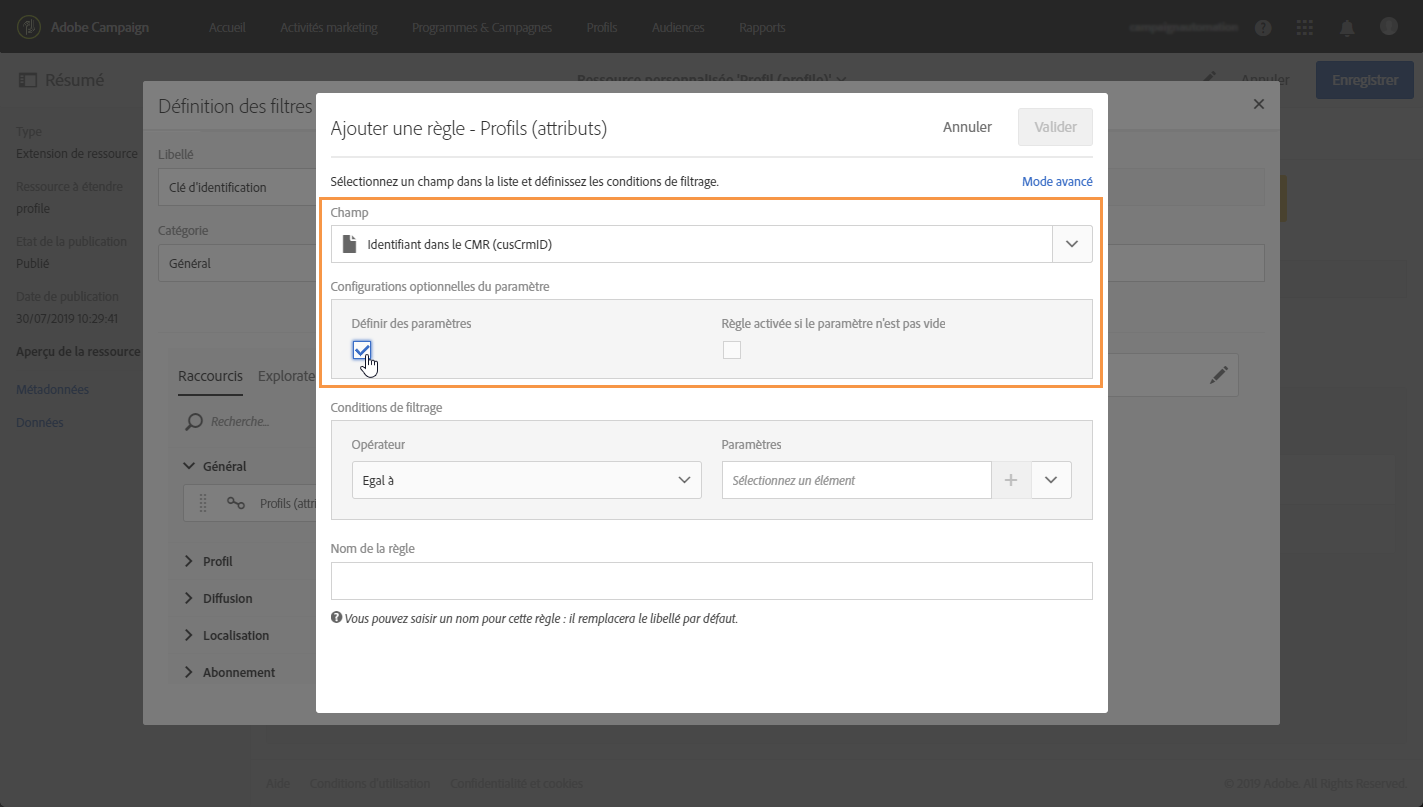 Adobe Campaign Accueil Activités marketing Programmes & Campagnes Profils Audiences Rapports
Résumé Ressource personnalisée 'Profil (profile)' Annuler Enregistrer
Type
Extension de ressource
Ressource à étendre
profile
Etat de la publication
Publié
Date de publication
30/07/2019 10:29:41
Aperçu de la ressource
Métadonnées
Données
Définition des filtres
Libellé
Clé d'identification
Catégorie
Général
Raccourcis Explorate
Recherche...
Général
Profils (attri
Profil
Diffusion
Localisation
Abonnement
Ajouter une règle - Profils (attributs) Annuler Valider
Sélectionnez un champ dans la liste et définissez les conditions de filtrage. Mode avancé
Champ
Identifiant dans le CMR (cusCrmID)
Configurations optionnelles du paramètre
Définir des paramètres Règle activée si le paramètre n'est pas vide
Conditions de filtrage
Opérateur Paramètres
Egal à Sélectionnez un élément
Nom de la règle
Vous pouvez saisir un nom pour cette règle : il remplacera le libellé par défaut.
Aide Conditions d'utilisation Confidentialité et cookies © 2019 Adobe. All Rights Reserved.